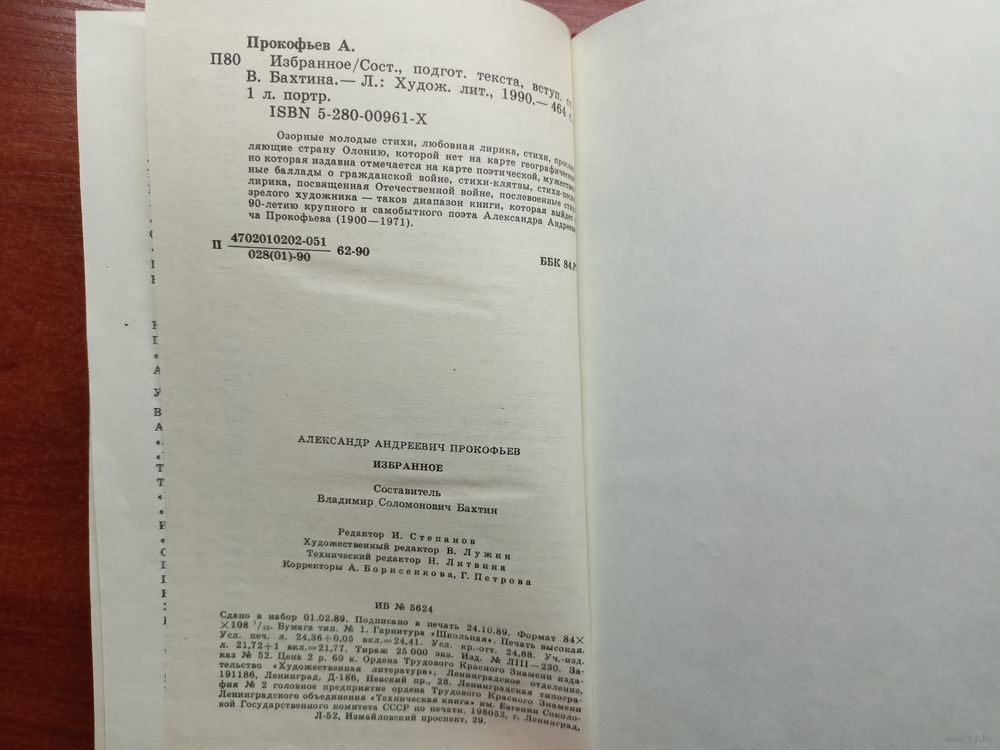 Прокофьев А.
П80 Избранное/Сост., подгот. текста, вступ. ст.
В. Бахтина.— Л.: Худож. лит., 1990.— 464 с.
1 л. портр.
ISBN 5-280-00961-X
Озорные молодые стихи, любовная лирика, стихи, просла
ляющие страну Олонию, которой нет на карте географической
но которая издавна отмечается на карте поэтической, мужествен
ные баллады о гражданской войне, стихи-клятвы, стихи-песн
лирика, посвященная Отечественной войне, послевоенные стих
зрелого художника — таков диапазон книги, которая выйдет
90-летию крупного и самобытного поэта Александра Андрееви
ча Прокофьева (1900—1971).
П 4702010202-051
028(01)-90 62-90
ББК 84.Р
АЛЕКСАНДР АНДРЕЕВИЧ ПРОКОФЬЕВ
ИЗБРАННОЕ
Составитель
Владимир Соломонович Бахтин
Редактор И. Степанов
Художественный редактор В. Лужин
Технический редактор Н. Литвина
Корректоры А. Борисенкова, Г. Петрова
ИБ № 5624
Сдано в набор 01.02.89. Подписано в печать 24.10.89. Формат 84×
×108 1/32. Бумага тип. № 1. Гарнитура «Школьная». Печать высокая.
Усл. печ. л. 24,36+0,05 вкл.=24,41. Усл. кр.-отт. 24,88. Уч.-изд.
л. 21,72+1 вкл.=21,77. Тираж 25 000 экз. Изд. № ЛIII—230. За-
каз № 52. Цена 2 р. 60 к. Ордена Трудового Красного Знамени изда-
тельство «Художественная литература», Ленинградское отделение.
191186, Ленинград, Д-186, Невский пр., 28. Ленинградская типогра-
фия № 2 головное предприятие ордена Трудового Красного Знамени
Ленинградского объединения «Техническая книга» им. Евгении Соколо-
вой Государственного комитета СССР по печати. 198052, г. Ленинград,
Л-52, Измайловский проспект, 29.
www.ay.by